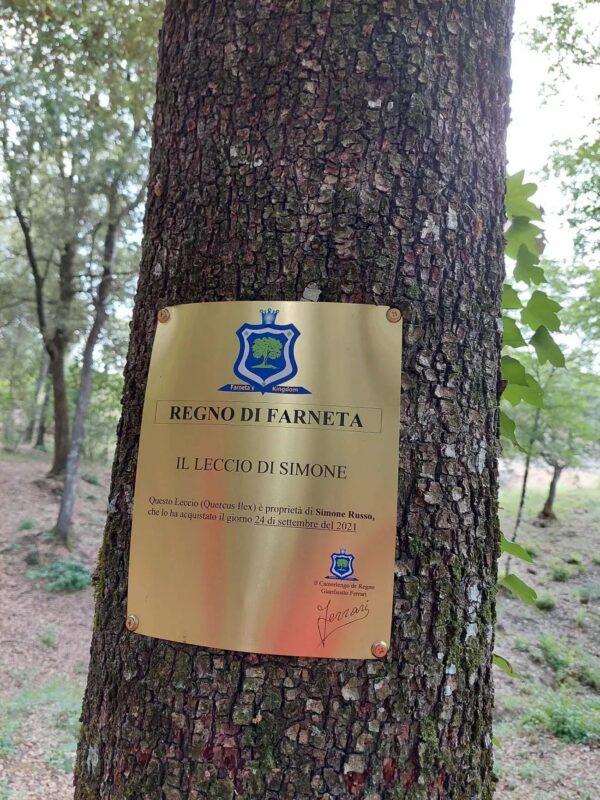 Farneta's Kingdom
REGNO DI FARNETA
IL LECCIO DI SIMONE
Questo Leccio (Quercus Ilex) è proprietà di Simone Russo,
che lo ha acquistato il giorno 24 di settembre del 2021
Il Camerlengo de Regno
Gianfausto Ferrari
Ferrari